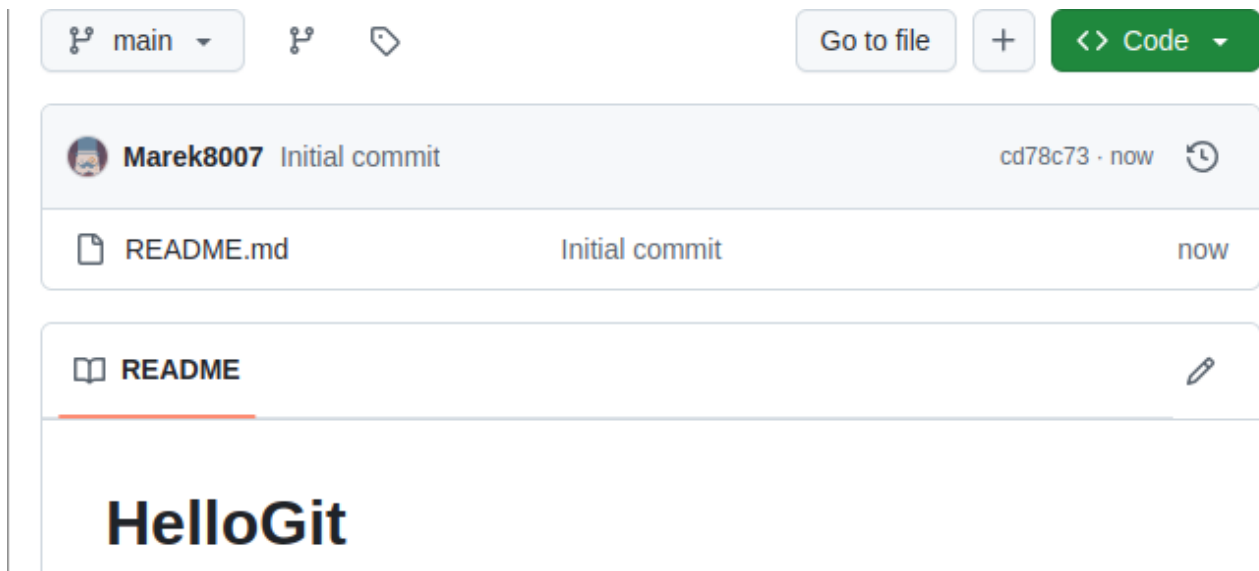 main Go to file + <> Code
Marek8007 Initial commit cd78c73 · now
README.md Initial commit now
README
HelloGit